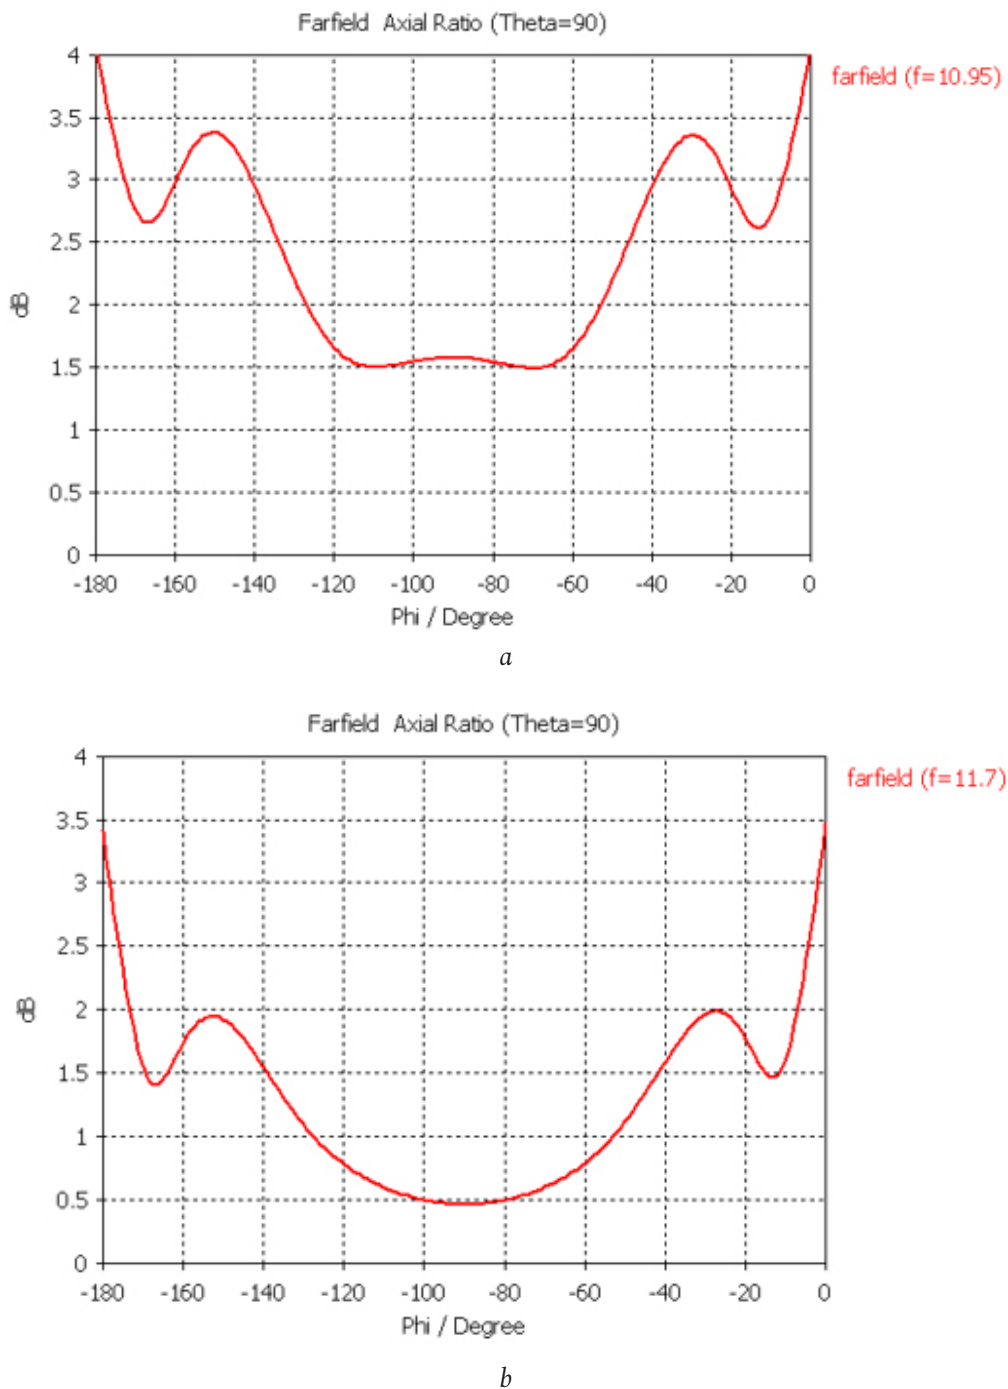 Farfield Axial Ratio (Theta=90)
farfield (f=10.95)
4
3.5
3
2.5
2
1.5
1
0.5
0
dB
-180 -160 -140 -120 -100 -80 -60 -40 -20 0
Phi / Degree
a
Farfield Axial Ratio (Theta=90)
farfield (f=11.7)
4
3.5
3
2.5
2
1.5
1
0.5
0
dB
-180 -160 -140 -120 -100 -80 -60 -40 -20 0
Phi / Degree
b